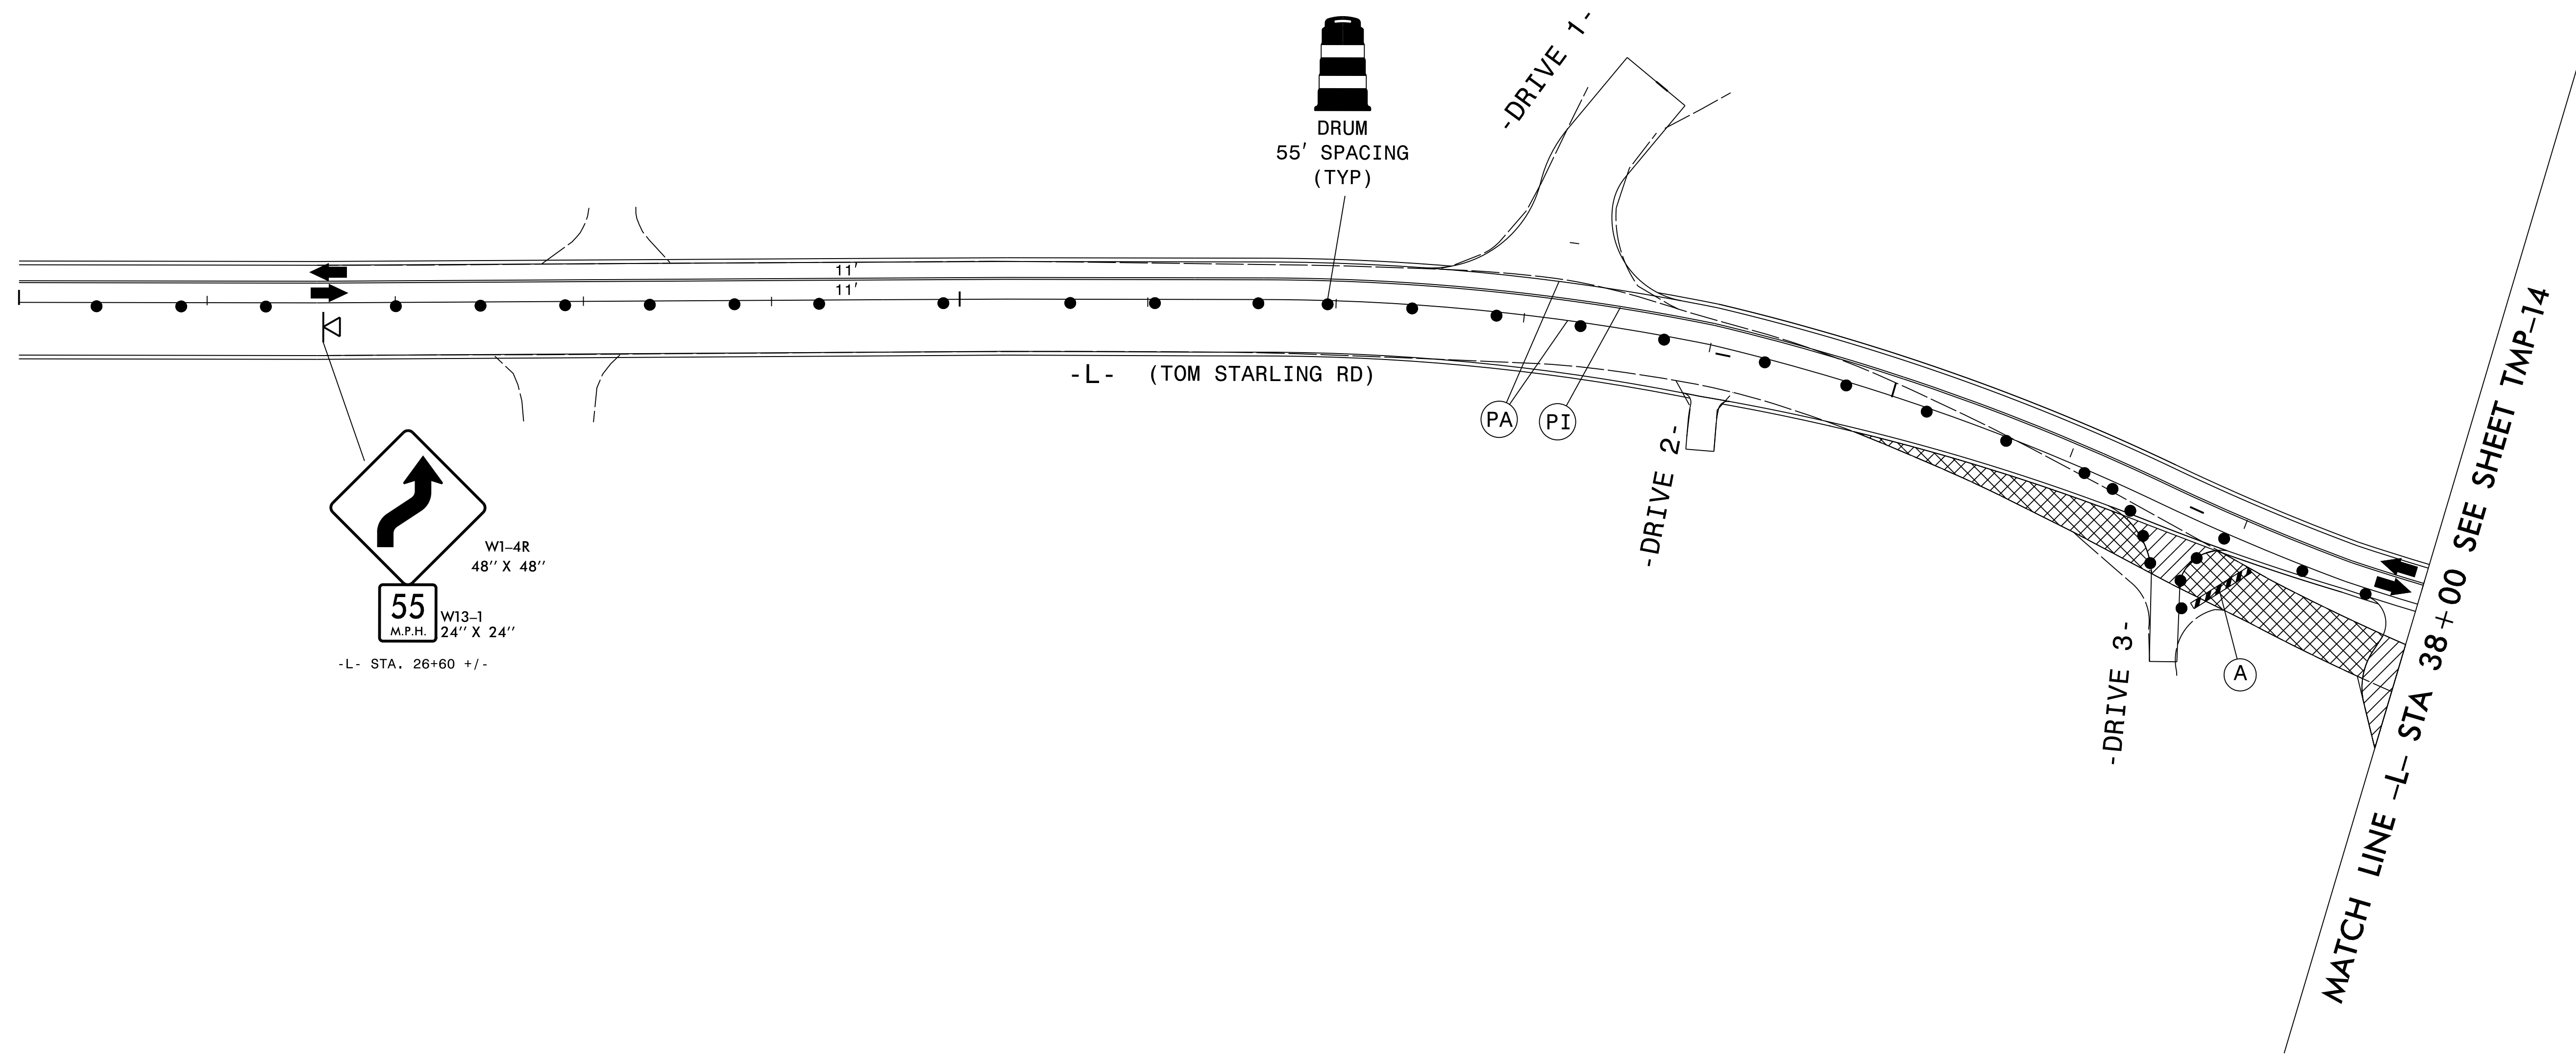 -DRIVE 1-
DRUM
55' SPACING
(TYP)
11'
11'
-L- (TOM STARLING RD)
PA
PI
-DRIVE 2-
W1-4R
48" X 48"
55
M.P.H.
W13-1
24" X 24"
-L- STA. 26+60 +/-
-DRIVE 3-
A
MATCH LINE -L- STA 38+00 SEE SHEET TMP-14